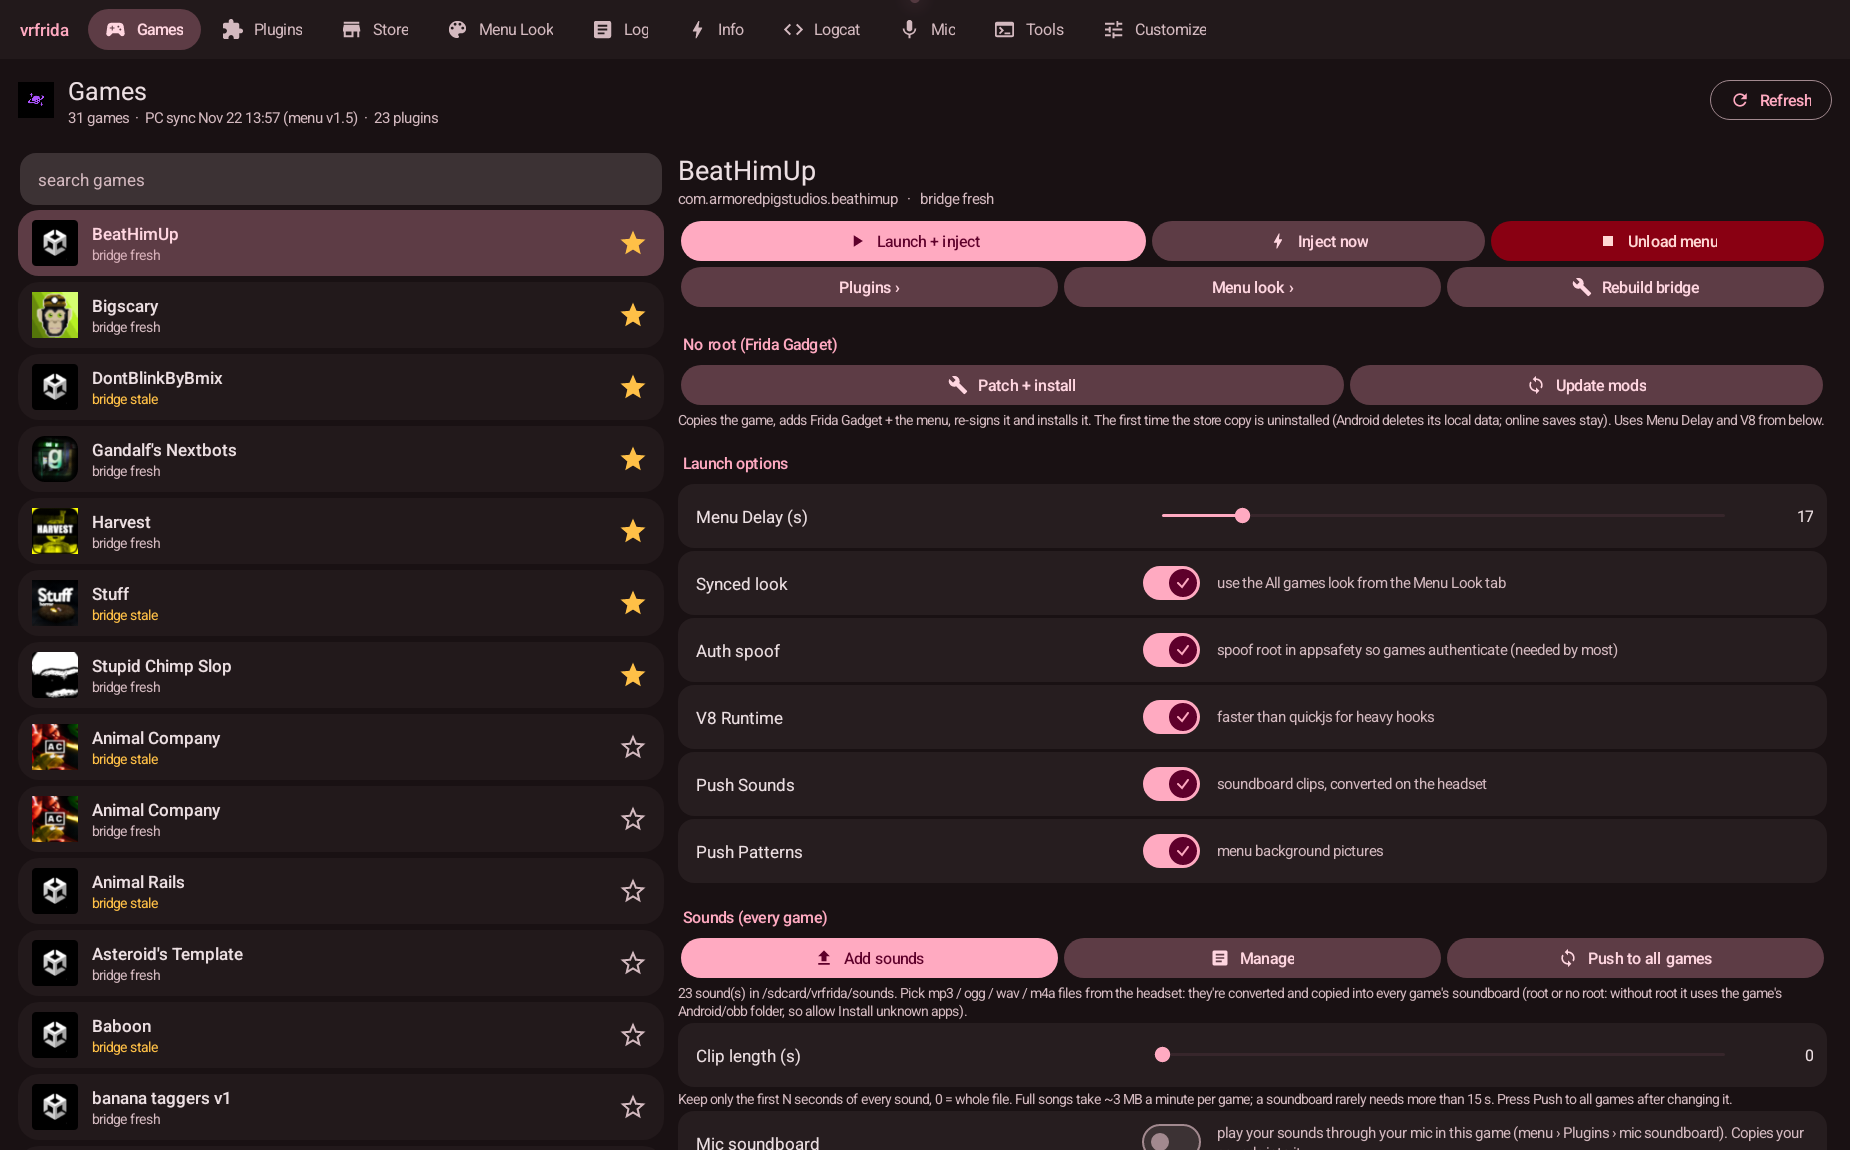 vrfrida
Games
Plugins
Store
Menu Look
Log
Info
Logcat
Mic
Tools
Customize
Games
31 games · PC sync Nov 22 13:57 (menu v1.5) · 23 plugins
Refresh
search games
BeatHimUp
bridge fresh
Bigscary
bridge fresh
DontBlinkByBmix
bridge stale
Gandalf's Nextbots
bridge fresh
HARVEST
Harvest
bridge fresh
Stuff
Stuff
bridge stale
Stupid Chimp Slop
bridge fresh
AC
Animal Company
bridge stale
AC
Animal Company
bridge fresh
Animal Rails
bridge stale
Asteroid's Template
bridge fresh
Baboon
bridge stale
banana taggers v1
bridge fresh
BeatHimUp
com.armoredpigstudios.beathimup · bridge fresh
Launch + inject
Inject now
Unload menu
Plugins ›
Menu look ›
Rebuild bridge
No root (Frida Gadget)
Patch + install
Update mods
Copies the game, adds Frida Gadget + the menu, re-signs it and installs it. The first time the store copy is uninstalled (Android deletes its local data; online saves stay). Uses Menu Delay and V8 from below.
Launch options
Menu Delay (s)
17
Synced look
use the All games look from the Menu Look tab
Auth spoof
spoof root in appsafety so games authenticate (needed by most)
V8 Runtime
faster than quickjs for heavy hooks
Push Sounds
soundboard clips, converted on the headset
Push Patterns
menu background pictures
Sounds (every game)
Add sounds
Manage
Push to all games
23 sound(s) in /sdcard/vrfrida/sounds. Pick mp3 / ogg / wav / m4a files from the headset: they're converted and copied into every game's soundboard (root or no root: without root it uses the game's
Android/obb folder, so allow Install unknown apps).
Clip length (s)
0
Keep only the first N seconds of every sound, 0 = whole file. Full songs take ~3 MB a minute per game; a soundboard rarely needs more than 15 s. Press Push to all games after changing it.
Mic soundboard
play your sounds through your mic in this game (menu › Plugins › mic soundboard). Copies your